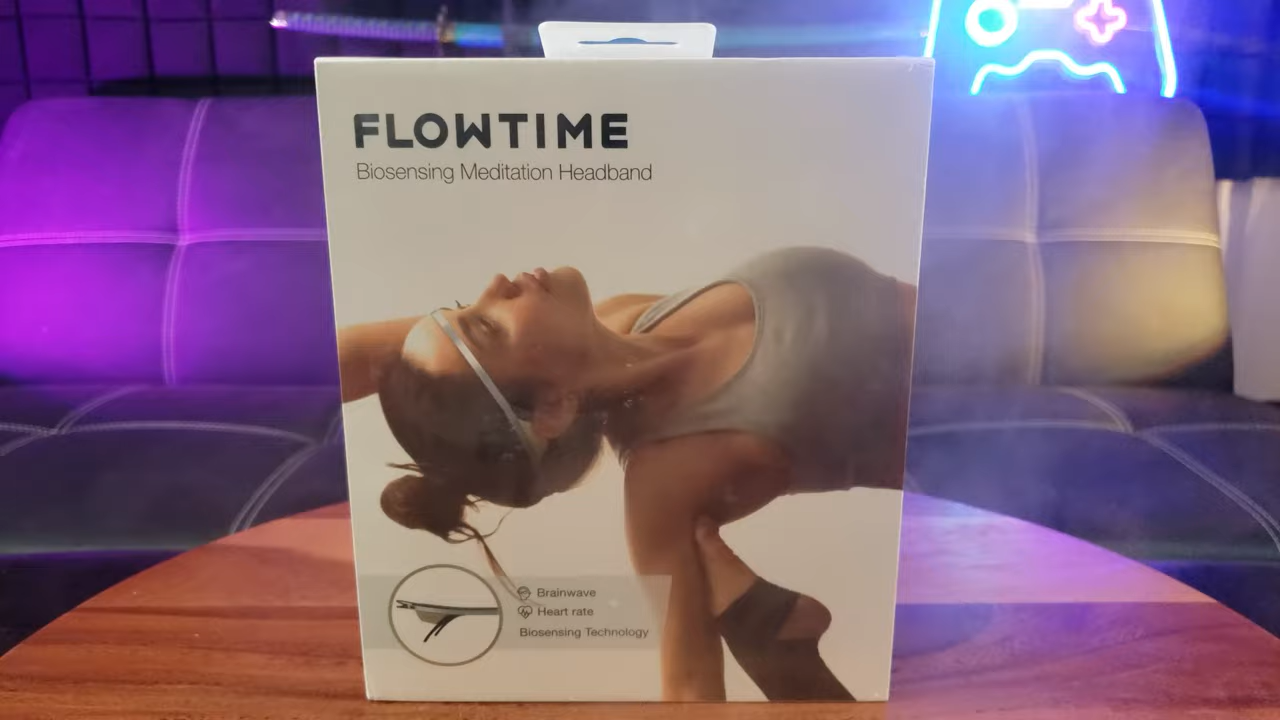 FLOWTIME
Biosensing Meditation Headband
Brainwave
Heart rate
Biosensing Technology